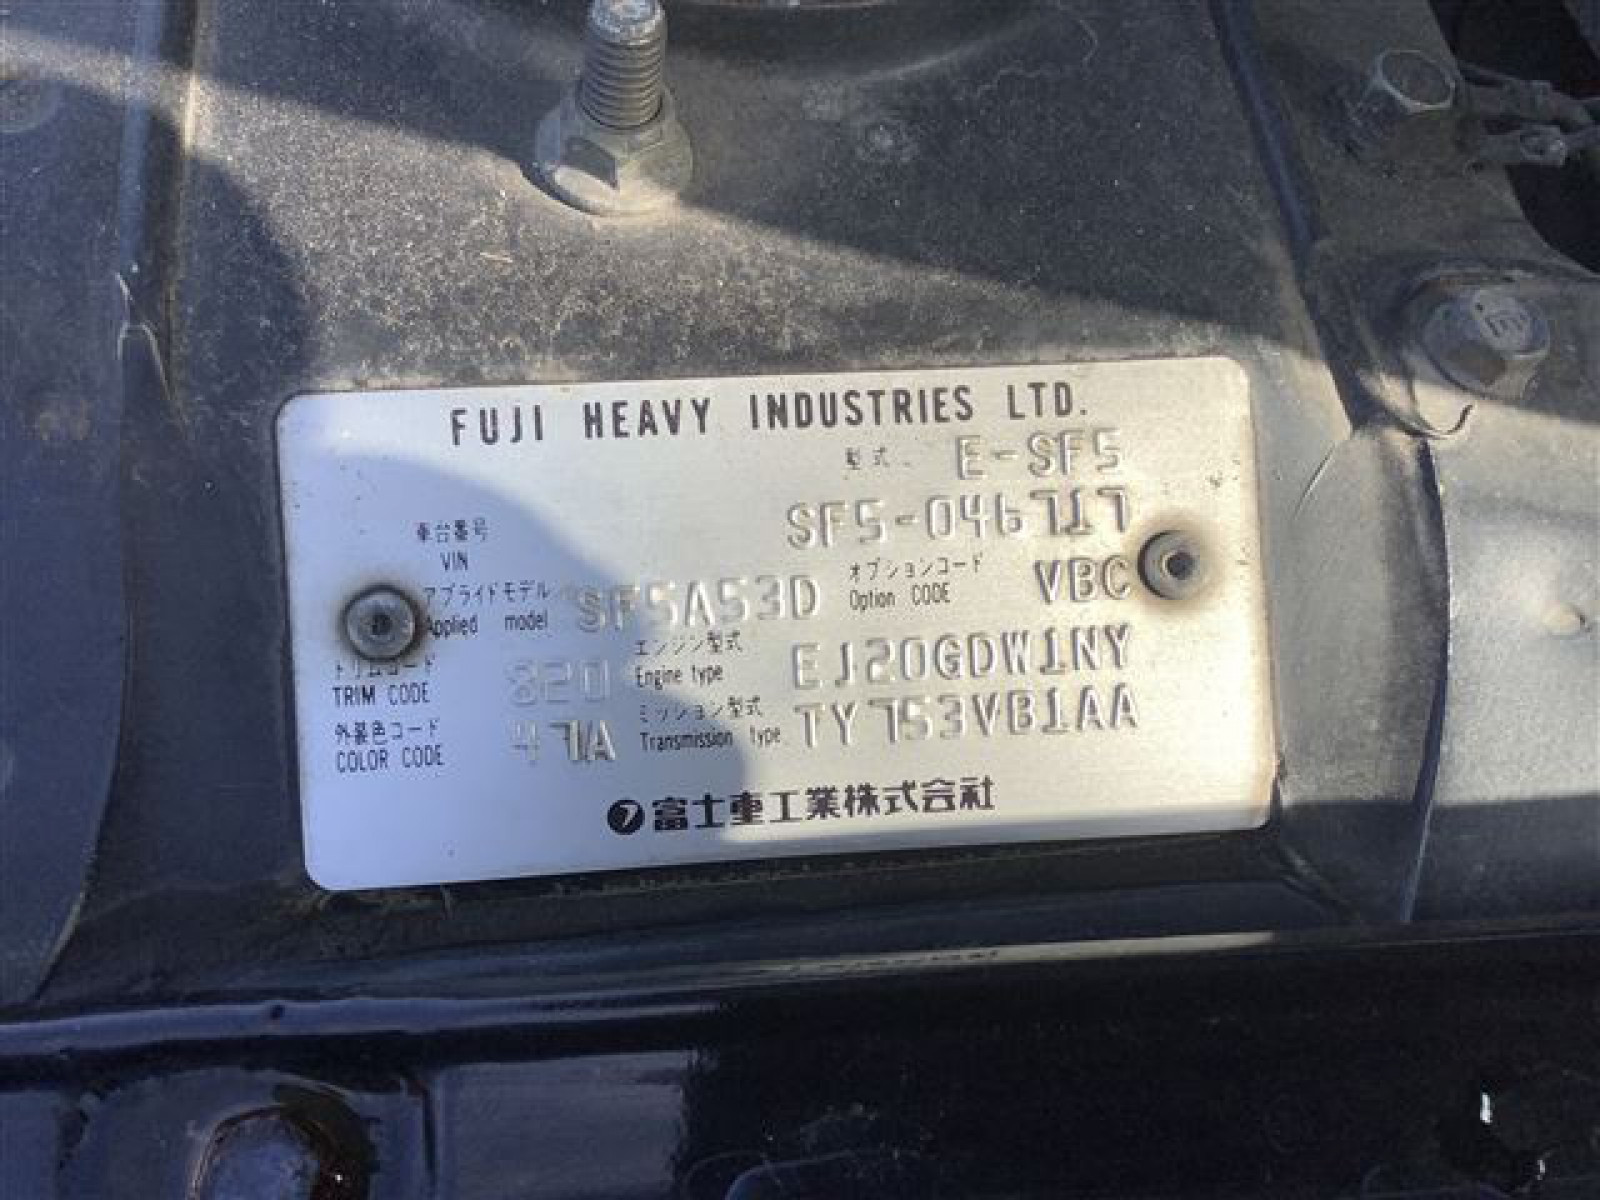 FUJI HEAVY INDUSTRIES LTD.
型式 E-SF5
車台番号 SF5-046717
VIN
アプライドモデル オプションコード
Applied model SF5A53D Option CODE VBC
トリムコード エンジン型式
TRIM CODE 820 Engine type EJ20GDW1NY
外装色コード ミッション型式
COLOR CODE 47A Transmission type TY753VB1AA
富士重工業株式会社